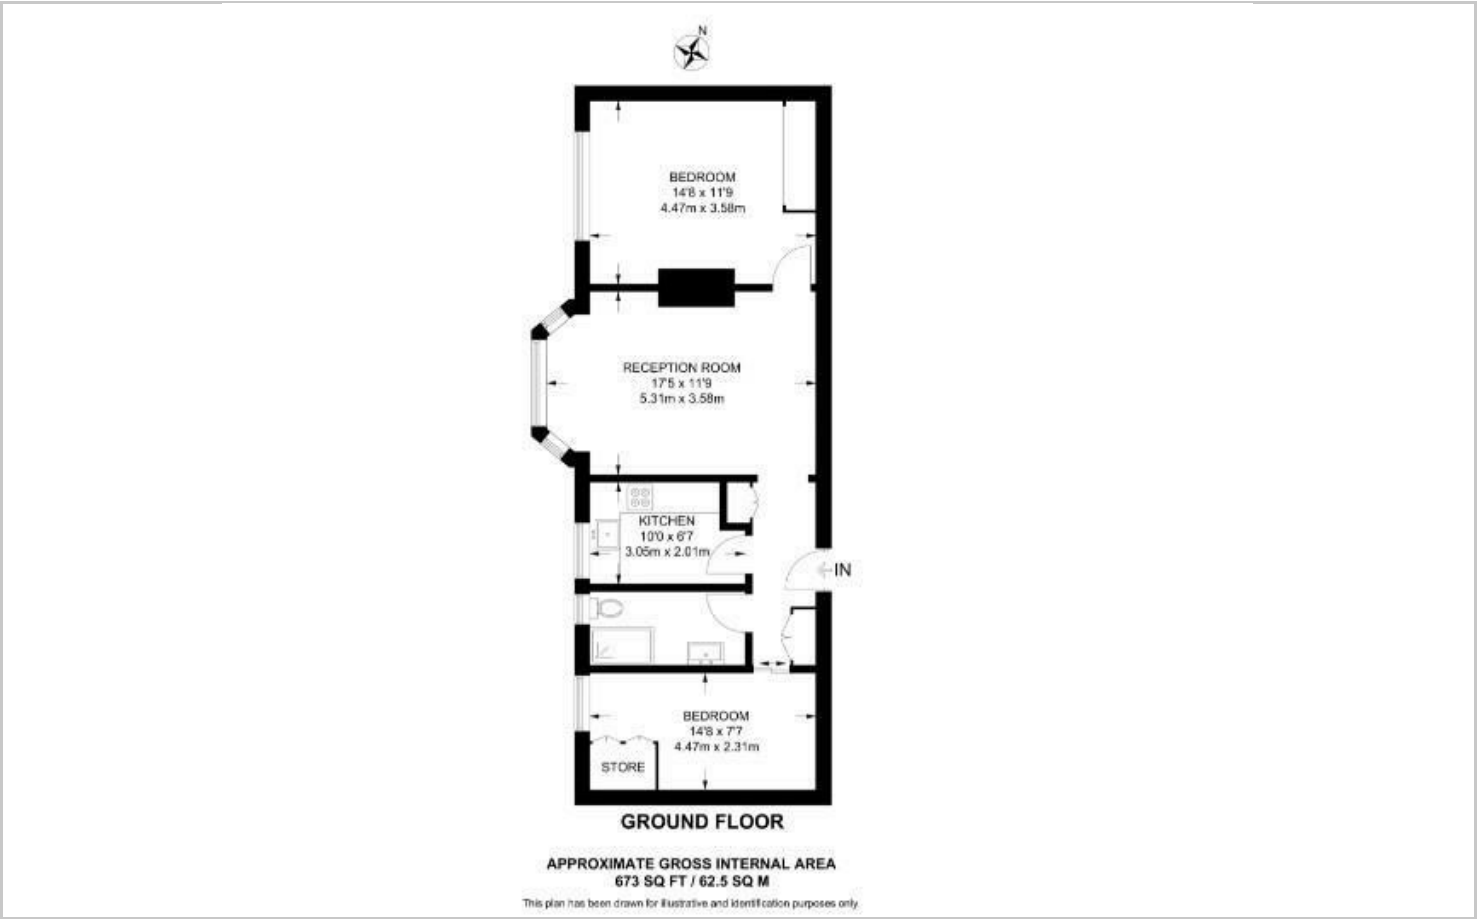 N
BEDROOM
14'8 x 11'9
4.47m x 3.58m
RECEPTION ROOM
17'5 x 11'9
5.31m x 3.58m
KITCHEN
10'0 x 6'7
3.05m x 2.01m
IN
BEDROOM
14'8 x 7'7
4.47m x 2.31m
STORE
GROUND FLOOR
APPROXIMATE GROSS INTERNAL AREA
673 SQ FT / 62.5 SQ M
This plan has been drawn for illustrative and identification purposes only